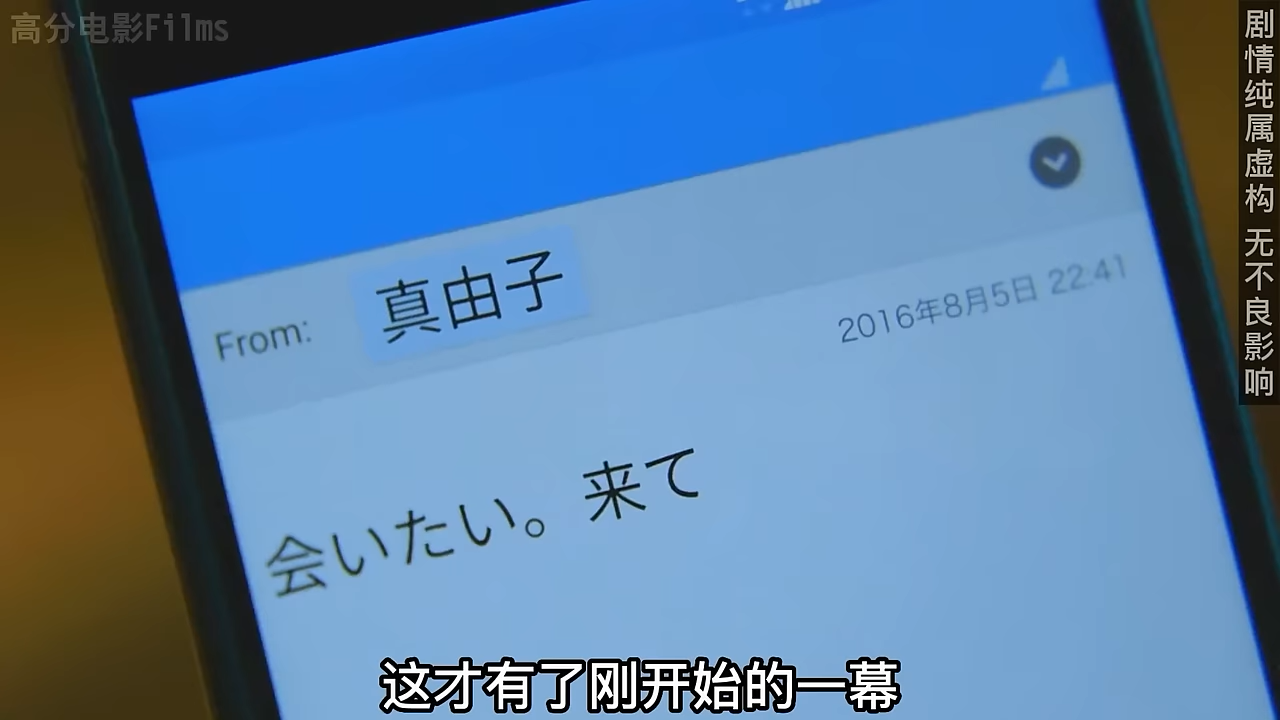 高分电影Films
剧情纯属虚构 无不良影响
From: 真由子
2016年8月5日 22:41
会いたい。来て
这才有了刚开始的一幕